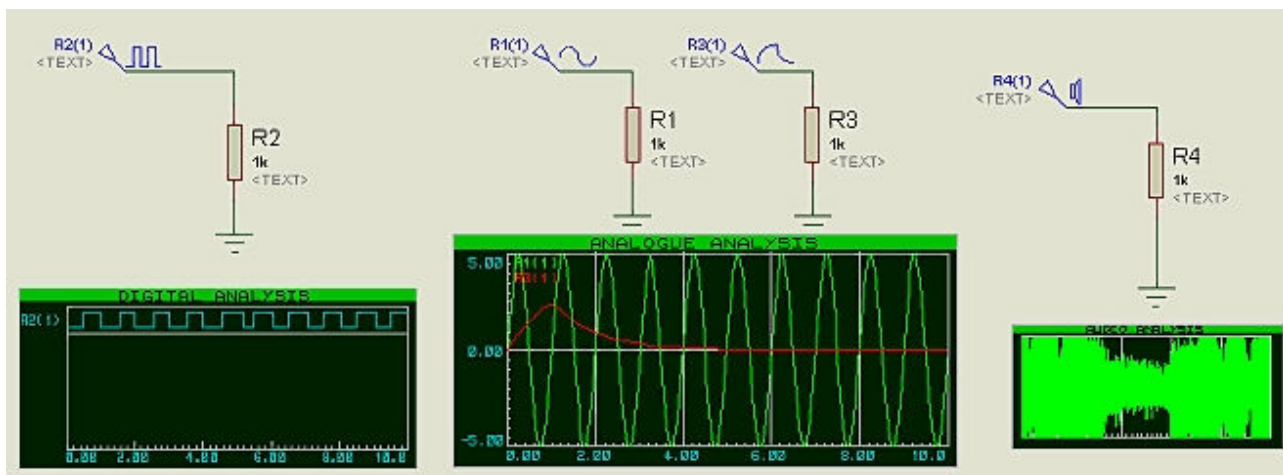 R2(1)
<TEXT>
R2
1k
<TEXT>
R1(1)
<TEXT>
R1
1k
<TEXT>
R3(1)
<TEXT>
R3
1k
<TEXT>
R4(1)
<TEXT>
R4
1k
<TEXT>
DIGITAL ANALYSIS
R2(1)
0.00 2.00 4.00 6.00 8.00 10.0
ANALOGUE ANALYSIS
5.00
R1(1)
R3(1)
0.00
-5.00
0.00 2.00 4.00 6.00 8.00 10.0
AUDIO ANALYSIS